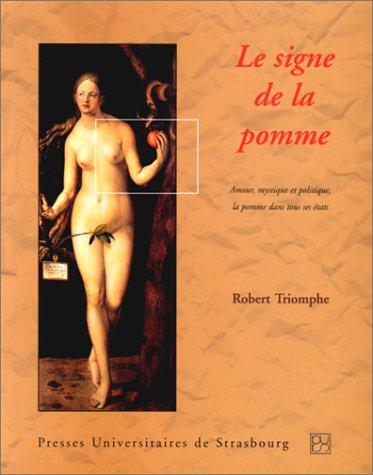 Le signe
de la
pomme
Amour, mystique et politique,
la pomme dans tous ses états
Robert Triomphe
Presses Universitaires de Strasbourg